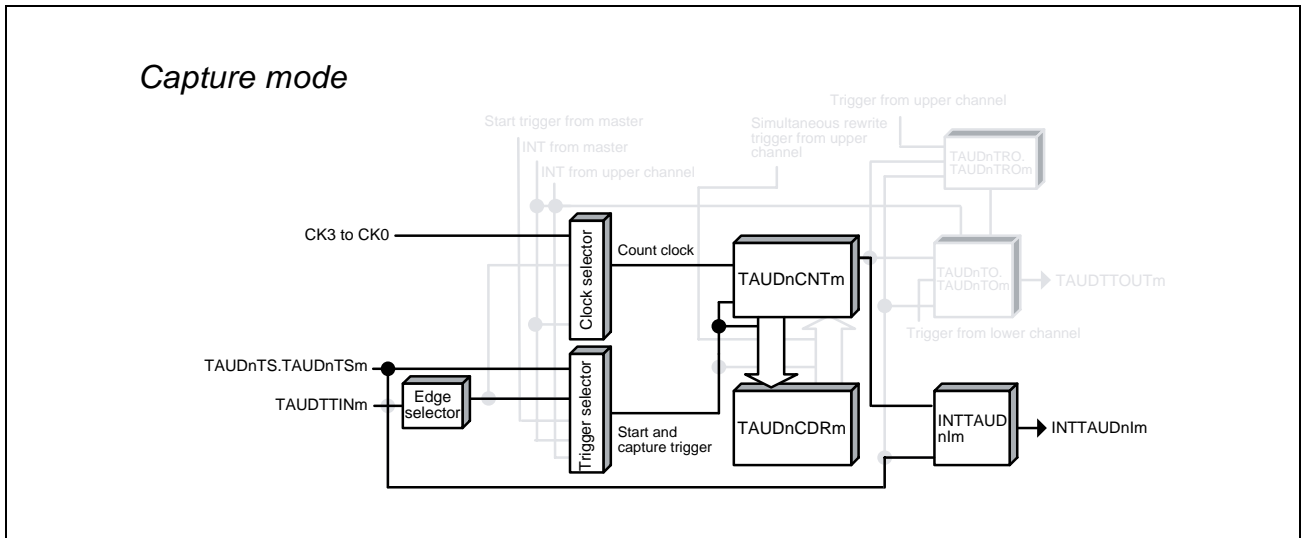 Capture mode
Trigger from upper channel
Start trigger from master
Simultaneous rewrite
trigger from upper
channel
INT from master
INT from upper channel
TAUDnTRO.
TAUDnTROm
CK3 to CK0
Clock selector
Count clock
TAUDnCNTm
TAUDnTO.
TAUDnTOm
TAUDTTOUTm
Trigger from lower channel
TAUDnTS.TAUDnTSm
TAUDTTINm
Edge
selector
Trigger selector
Start and
capture trigger
TAUDnCDRm
INTTAUD
nIm
INTTAUDnIm